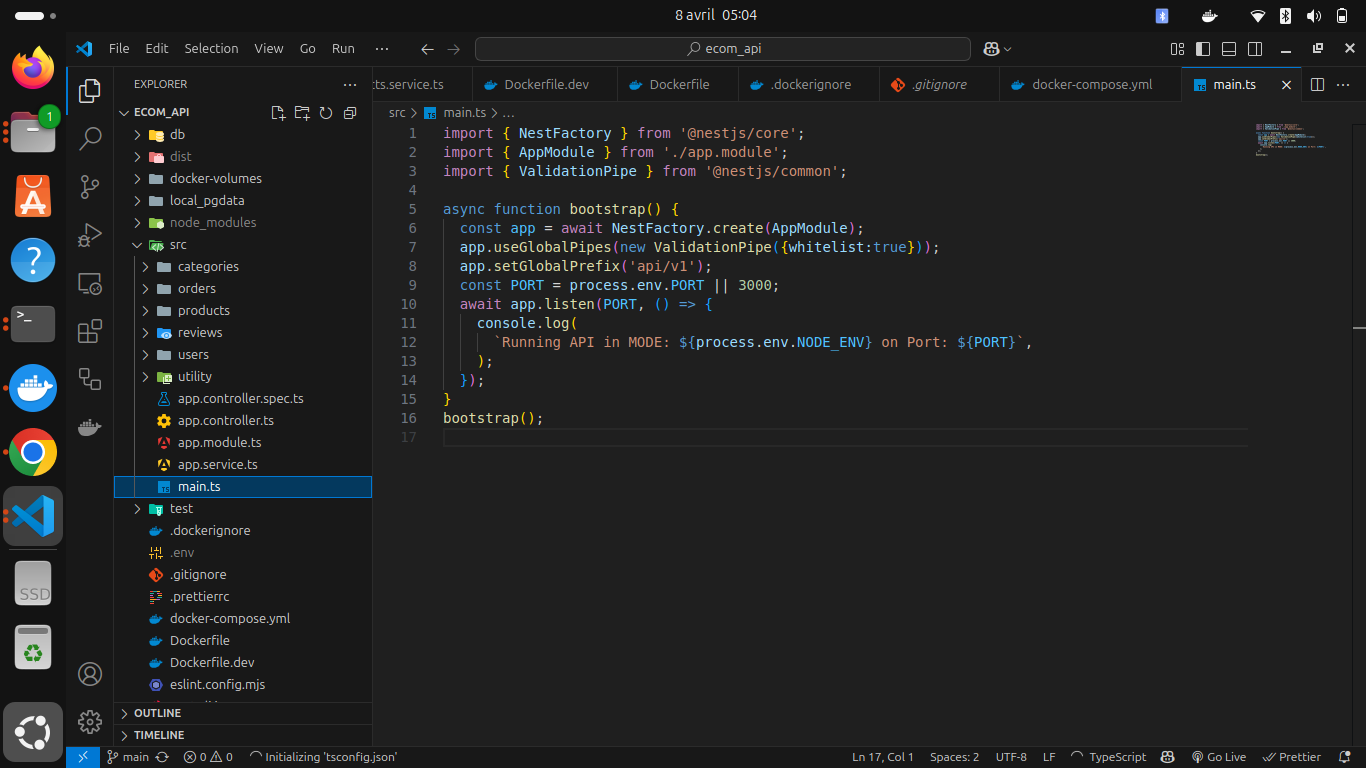 8 avril 05:04
File Edit Selection View Go Run ··· ecom_api
EXPLORER ···
cts.service.ts Dockerfile.dev Dockerfile .dockerignore .gitignore docker-compose.yml main.ts ···
ECOM_API
src > main.ts > ...
1
db
dist
docker-volumes
local_pgdata
node_modules
src
categories
orders
products
reviews
users
utility
app.controller.spec.ts
app.controller.ts
app.module.ts
app.service.ts
main.ts
test
.dockerignore
.env
.gitignore
.prettierrc
docker-compose.yml
Dockerfile
Dockerfile.dev
eslint.config.mjs
OUTLINE
TIMELINE
1 import { NestFactory } from '@nestjs/core';
2 import { AppModule } from './app.module';
3 import { ValidationPipe } from '@nestjs/common';
4
5 async function bootstrap() {
6 const app = await NestFactory.create(AppModule);
7 app.useGlobalPipes(new ValidationPipe({whitelist:true}));
8 app.setGlobalPrefix('api/v1');
9 const PORT = process.env.PORT || 3000;
10 await app.listen(PORT, () => {
11 console.log(
12 `Running API in MODE: ${process.env.NODE_ENV} on Port: ${PORT}`,
13 );
14 });
15 }
16 bootstrap();
17
SSD
main 0 0 Initializing 'tsconfig.json' Ln 17, Col 1 Spaces: 2 UTF-8 LF TypeScript Go Live Prettier